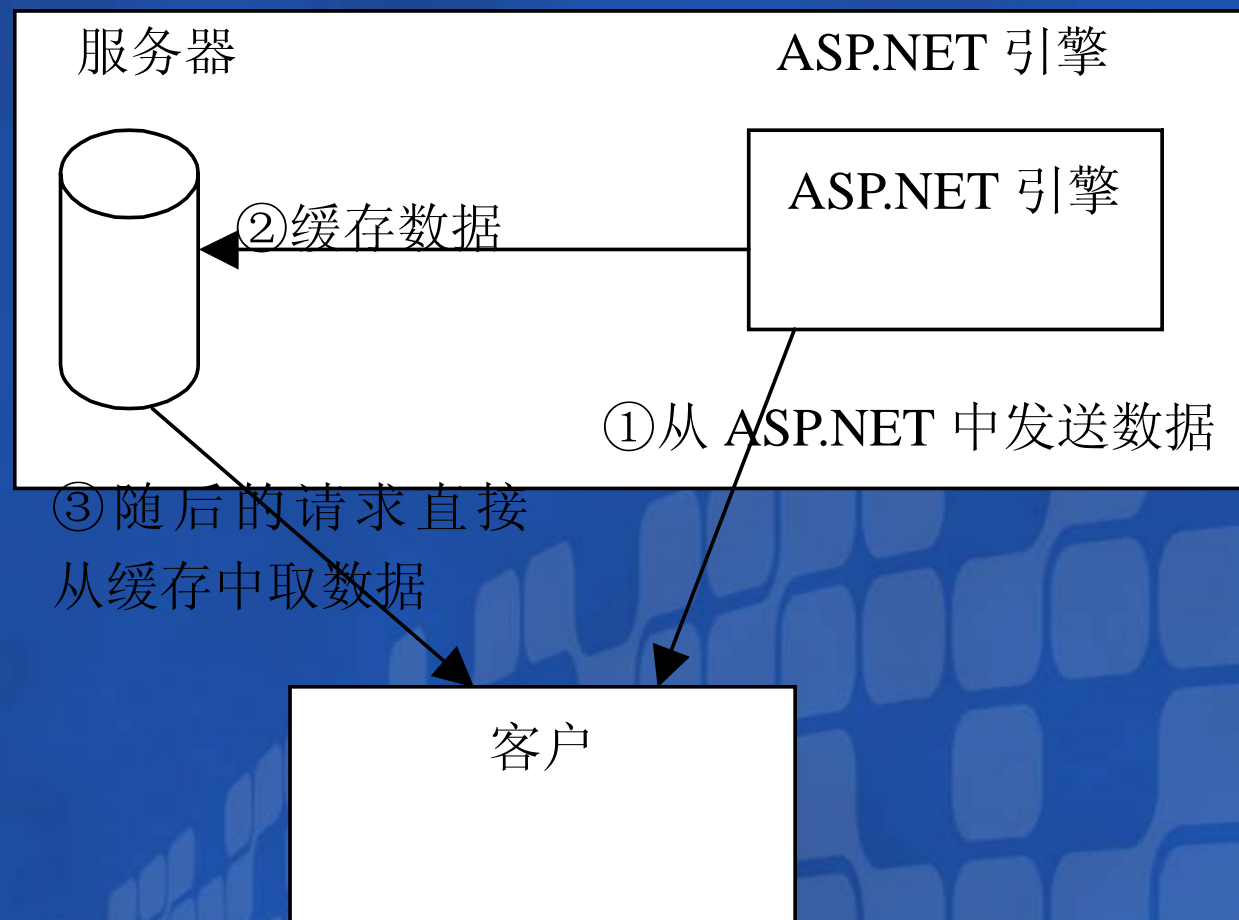 服务器
ASP.NET 引擎
ASP.NET 引擎
②缓存数据
①从 ASP.NET 中发送数据
③随后的请求直接
从缓存中取数据
客户